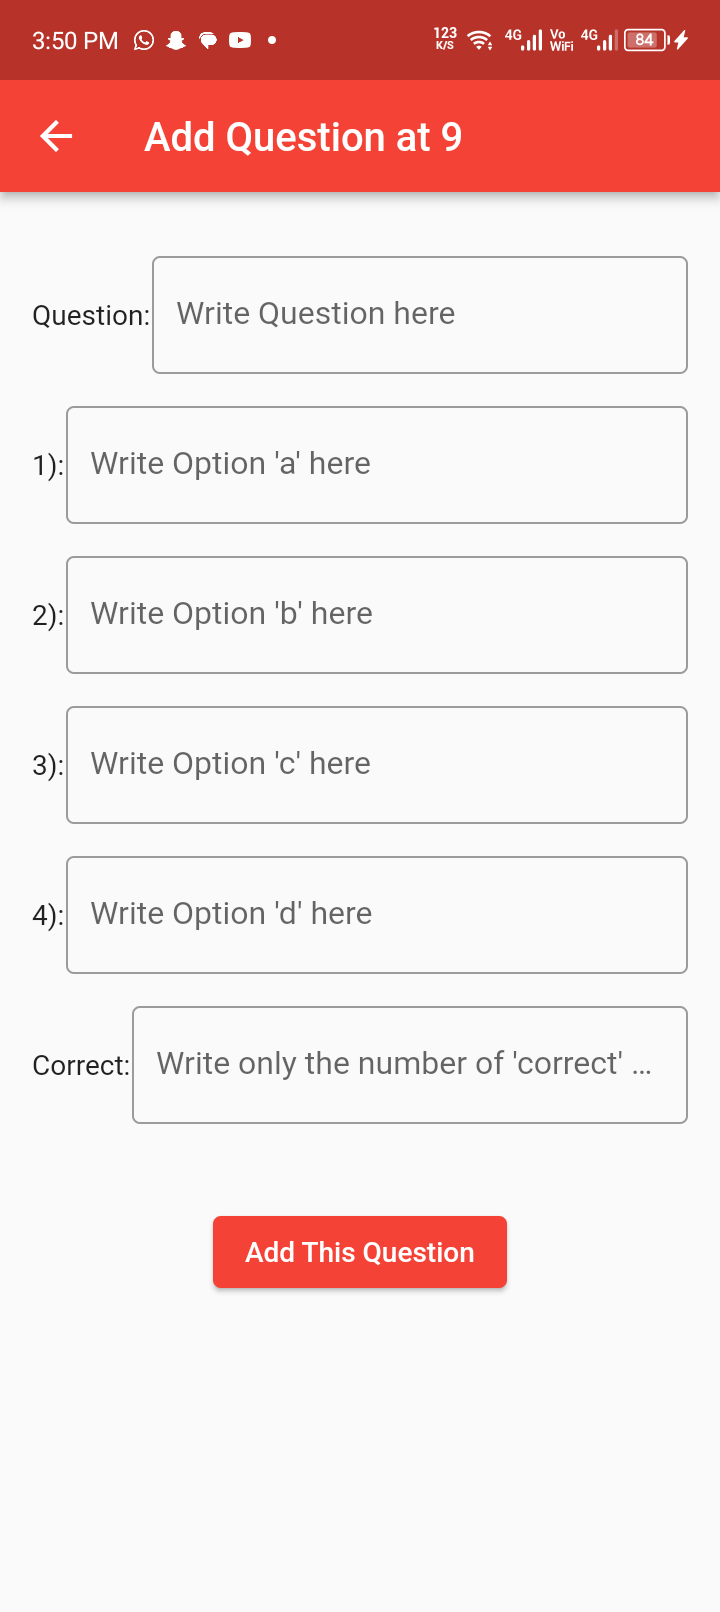 3:50 PM 123 K/S 4G Vo WiFi 4G 84
Add Question at 9
Question: Write Question here
1): Write Option 'a' here
2): Write Option 'b' here
3): Write Option 'c' here
4): Write Option 'd' here
Correct: Write only the number of 'correct' ...
Add This Question